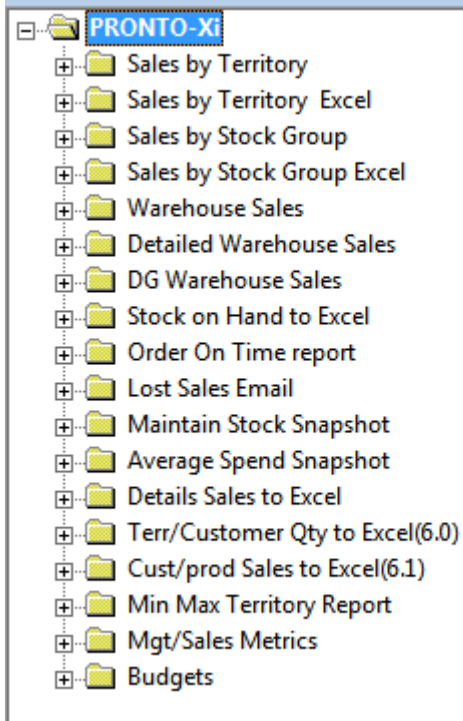 PRONTO-Xi
Sales by Territory
Sales by Territory  Excel
Sales by Stock Group
Sales by Stock Group Excel
Warehouse Sales
Detailed Warehouse Sales
DG Warehouse Sales
Stock on Hand to Excel
Order On Time report
Lost Sales Email
Maintain Stock Snapshot
Average Spend Snapshot
Details Sales to Excel
Terr/Customer Qty to Excel(6.0)
Cust/prod Sales to Excel(6.1)
Min Max Territory Report
Mgt/Sales Metrics
Budgets